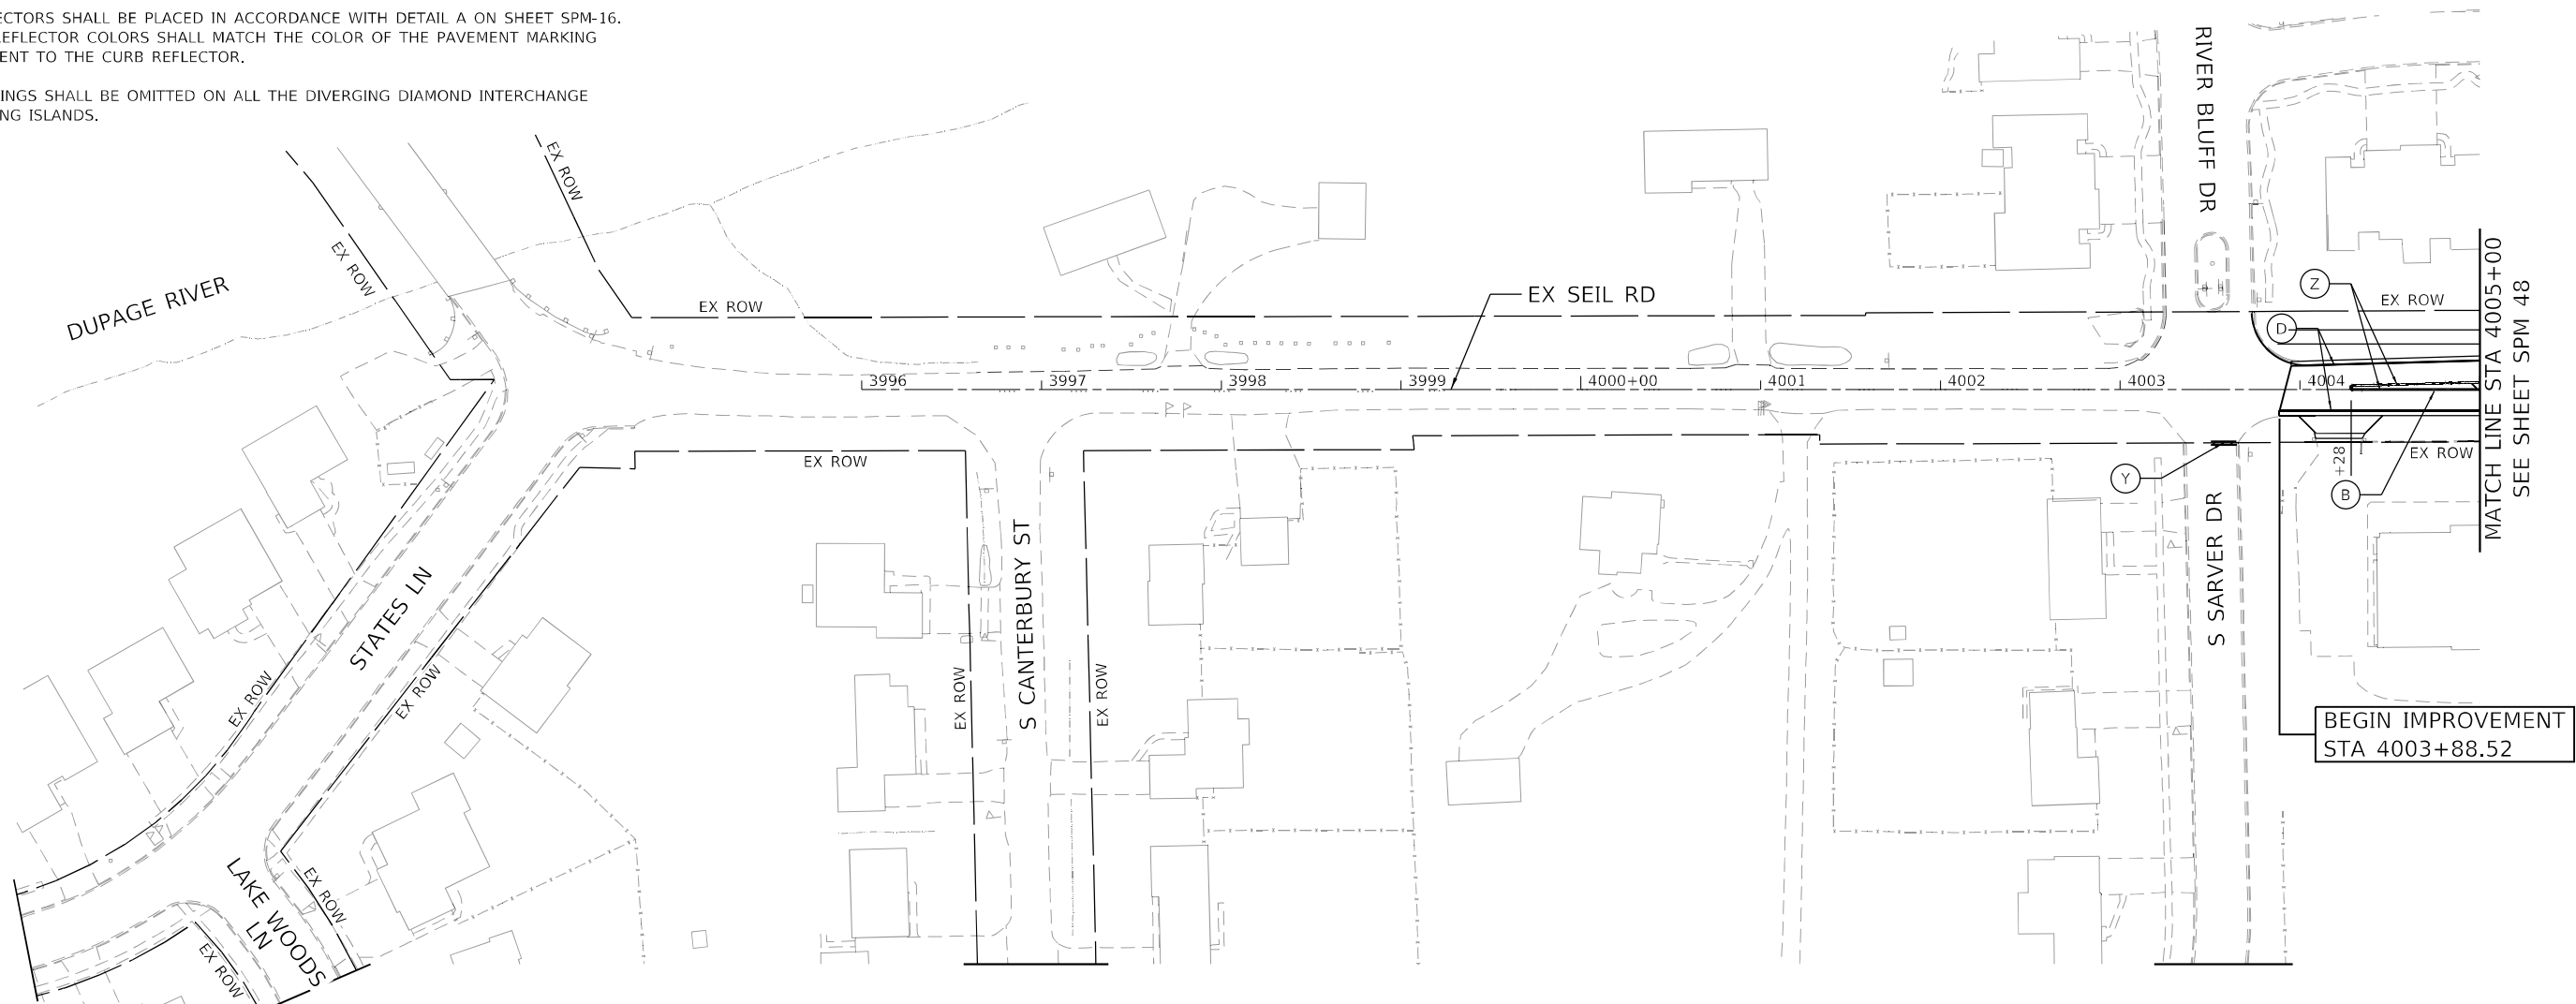 ECTORS SHALL BE PLACED IN ACCORDANCE WITH DETAIL A ON SHEET SPM-16.
EFLECTOR COLORS SHALL MATCH THE COLOR OF THE PAVEMENT MARKING
ENT TO THE CURB REFLECTOR.
INGS SHALL BE OMITTED ON ALL THE DIVERGING DIAMOND INTERCHANGE
NG ISLANDS.
DUPAGE RIVER
EX ROW
EX ROW
EX ROW
EX SEIL RD
RIVER BLUFF DR
Z
EX ROW
D
MATCH LINE STA 4005+00
SEE SHEET SPM 48
3996
3997
3998
3999
4000+00
4001
4002
4003
4004
EX ROW
Y
+28
B
EX ROW
STATES LN
EX ROW
EX ROW
S CANTERBURY ST
EX ROW
EX ROW
S SARVER DR
BEGIN IMPROVEMENT
STA 4003+88.52
LAKE WOODS
LN
EX ROW
EX ROW